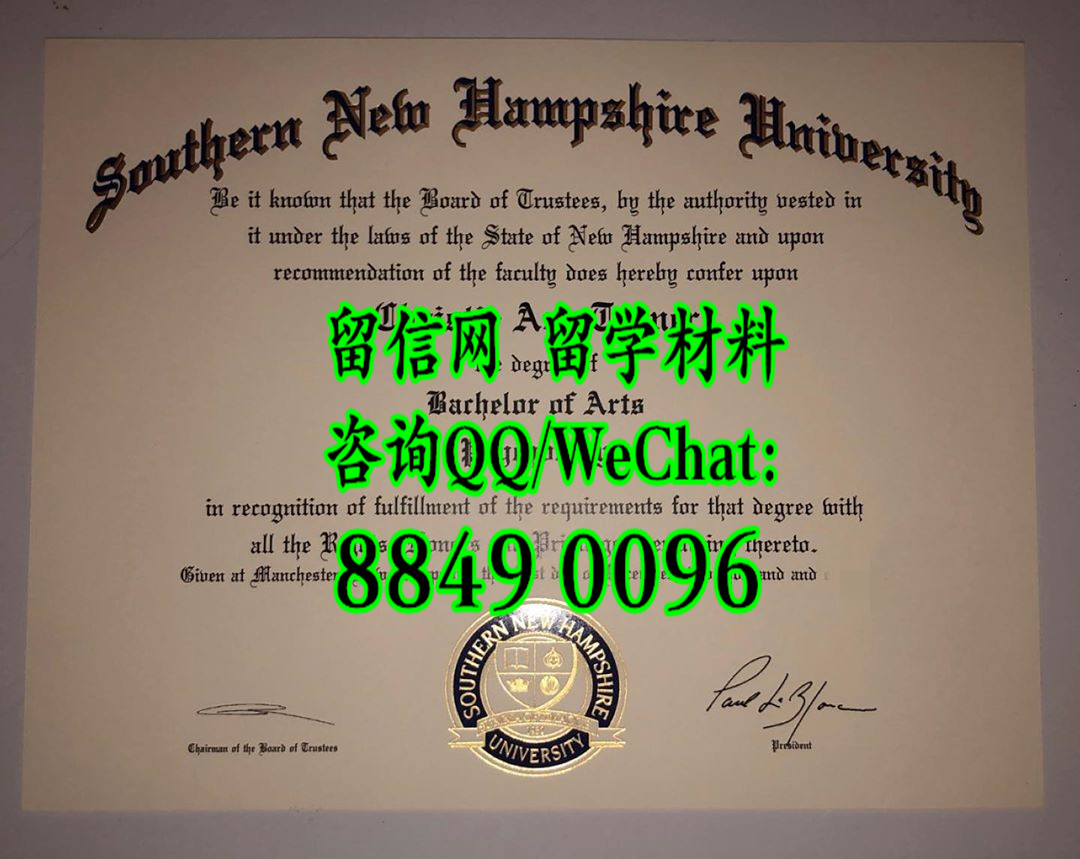 Southern New Hampshire University
Be it known that the Board of Trustees, by the authority vested in
it under the laws of the State of New Hampshire and upon
recommendation of the faculty does hereby confer upon
留信网 留学材料
degree
Bachelor of Arts
咨询QQ/WeChat:
in recognition of fulfillment of the requirements for that degree with
all the thereto.
8849 0096
Given at Manchester and
SOUTHERN NEW HAMPSHIRE
UNIVERSITY
Paul LeBlanc
Chairman of the Board of Trustees
President